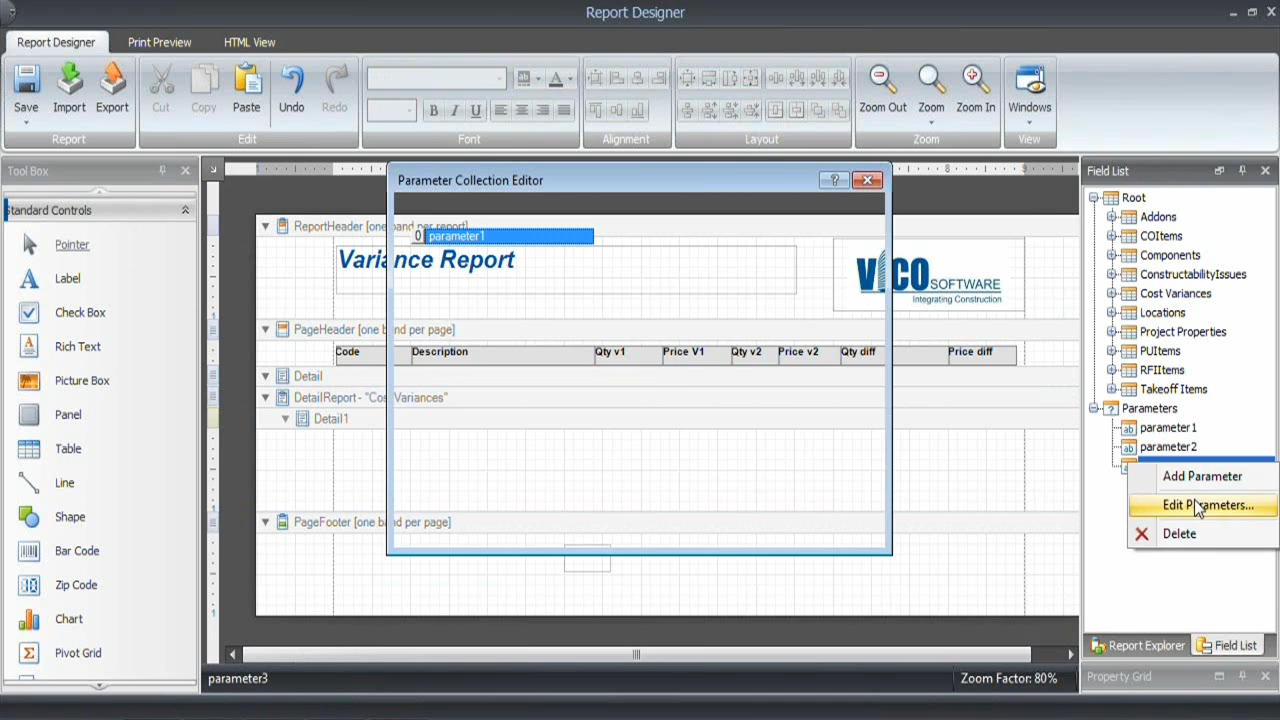 Report Designer
Report Designer Print Preview HTML View
Save Import Export Cut Copy Paste Undo Redo B I U Zoom Out Zoom Zoom In Windows
Report Edit Font Alignment Layout Zoom View
Tool Box
Standard Controls
Pointer
Label
Check Box
Rich Text
Picture Box
Panel
Table
Line
Shape
Bar Code
Zip Code
Chart
Pivot Grid
Parameter Collection Editor
0 parameter1
ReportHeader [one band per report]
Variance Report
VICO SOFTWARE
Integrating Construction
PageHeader [one band per page]
Code Description Qty v1 Price V1 Qty v2 Price v2 Qty diff Price diff
Detail
DetailReport - "Cost Variances"
Detail1
PageFooter [one band per page]
parameter3 Zoom Factor: 80%
Field List
Root
Addons
COItems
Components
ConstructabilityIssues
Cost Variances
Locations
Project Properties
PUItems
RFIItems
Takeoff Items
Parameters
parameter1
parameter2
Add Parameter
Edit Parameters...
Delete
Report Explorer Field List
Property Grid